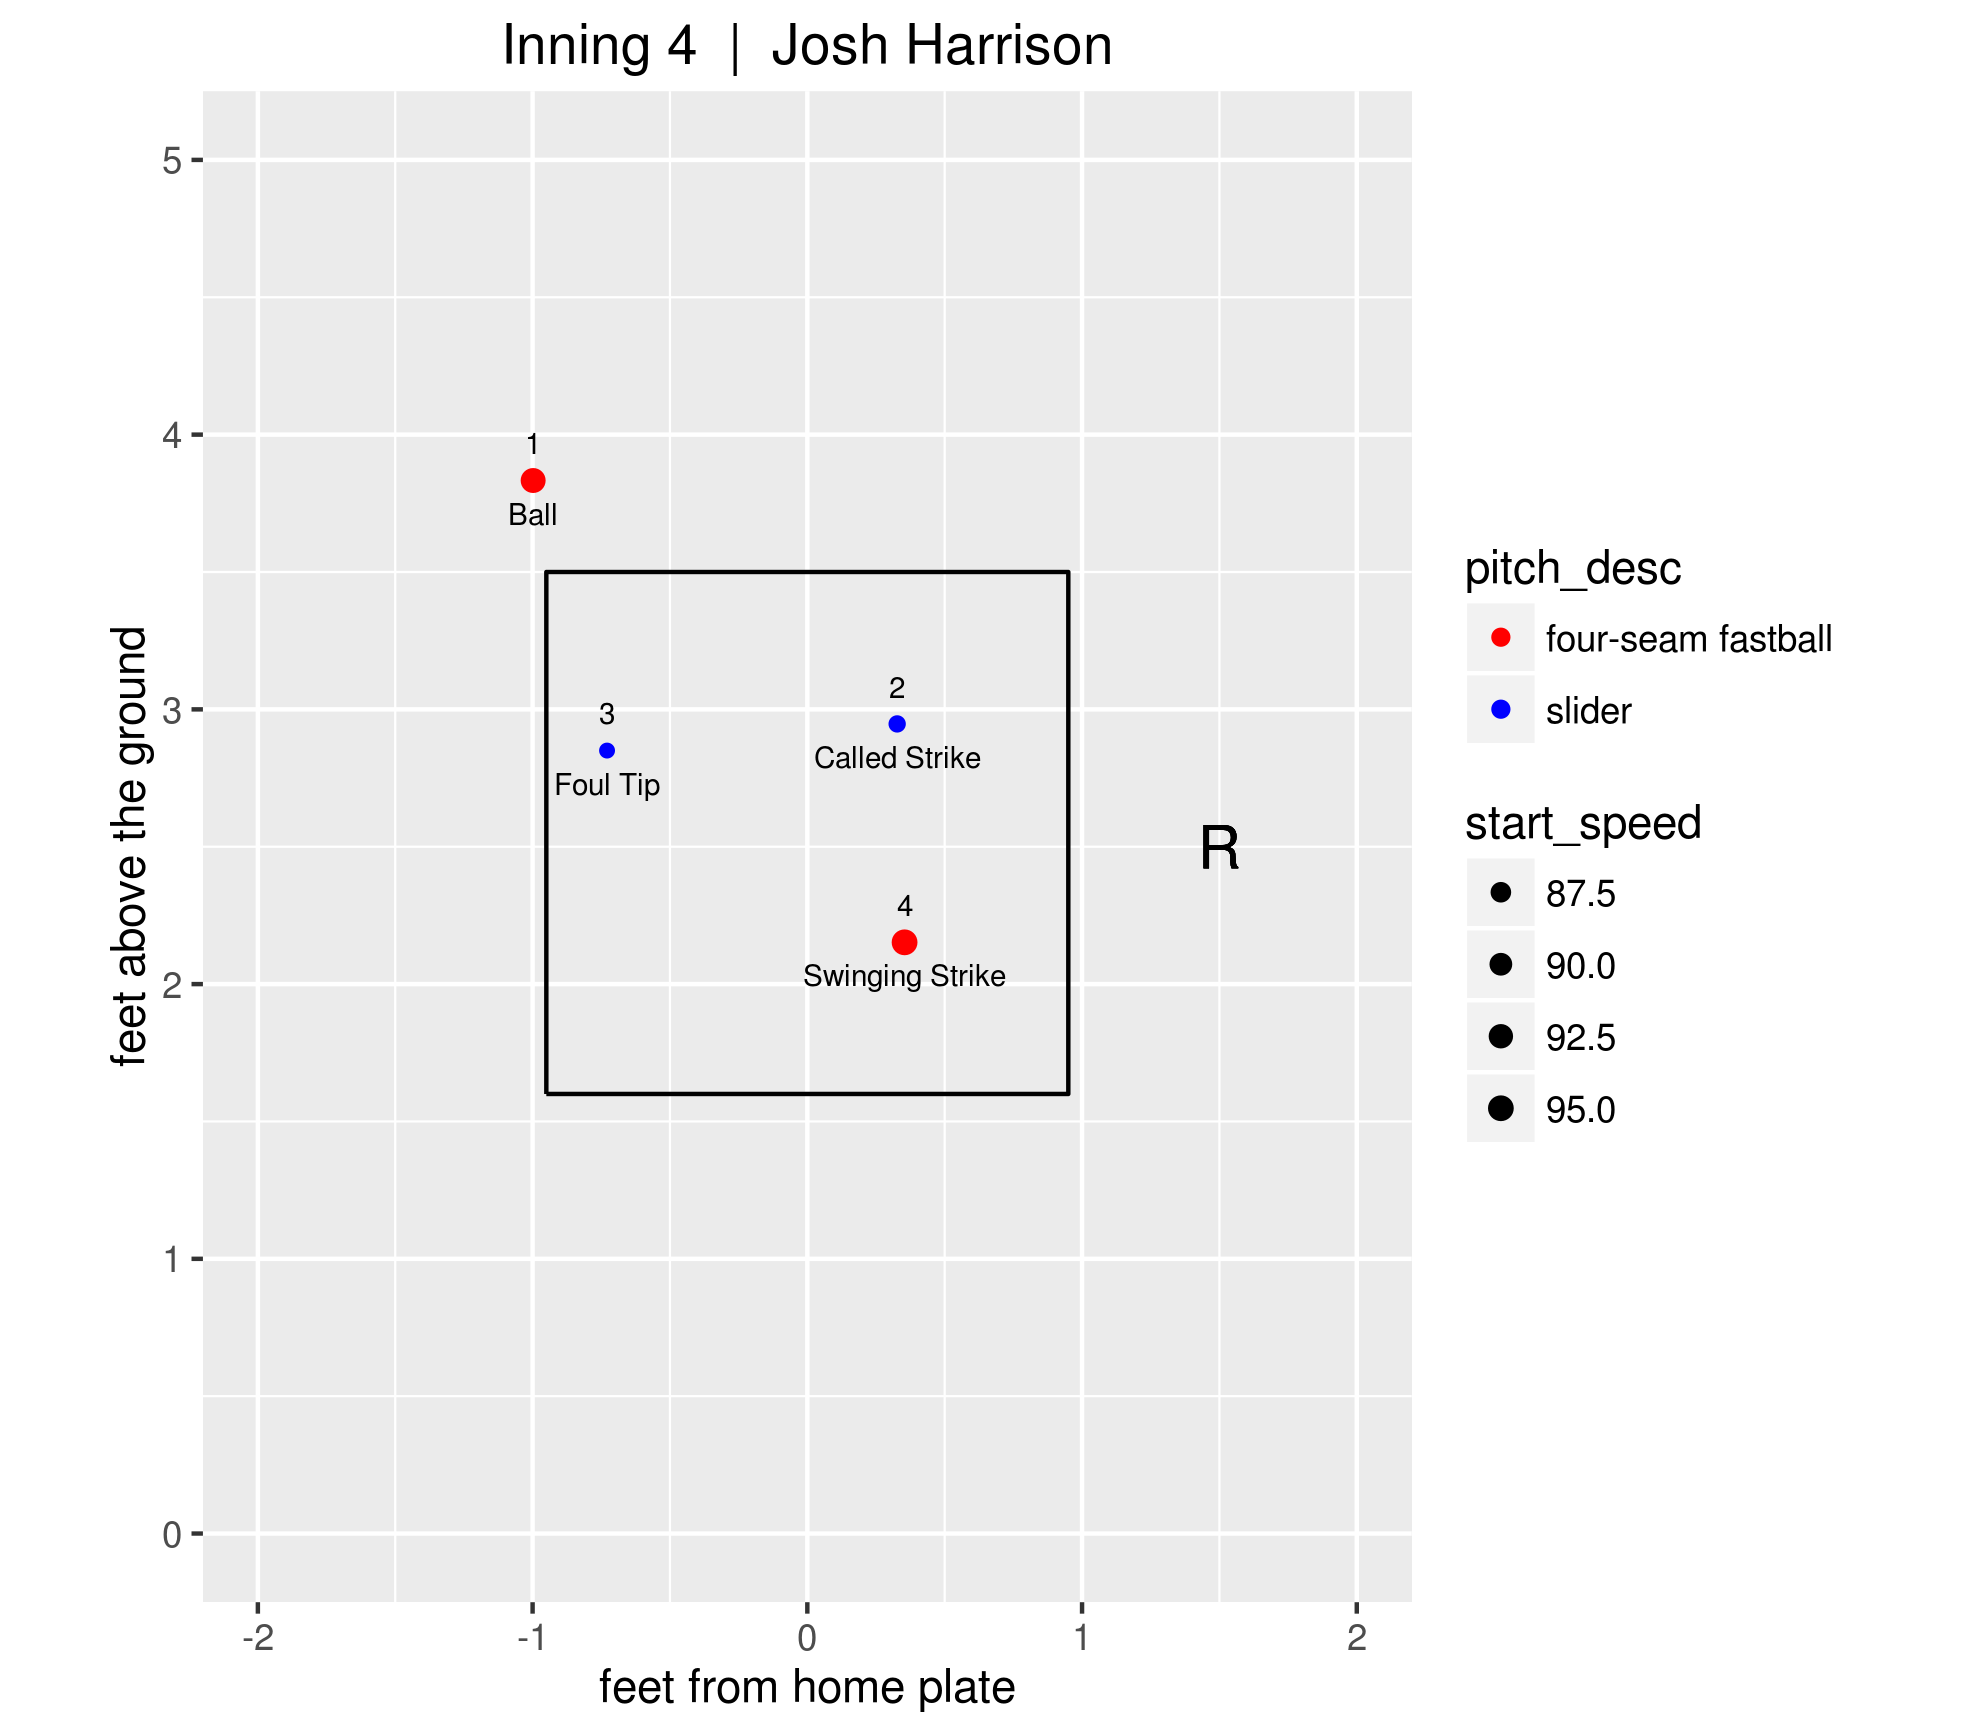 Inning 4 | Josh Harrison
5
4
3
2
1
0
feet above the ground
1
Ball
2
Called Strike
3
Foul Tip
R
4
Swinging Strike
-2 -1 0 1 2
feet from home plate
pitch_desc
four-seam fastball
slider
start_speed
87.5
90.0
92.5
95.0